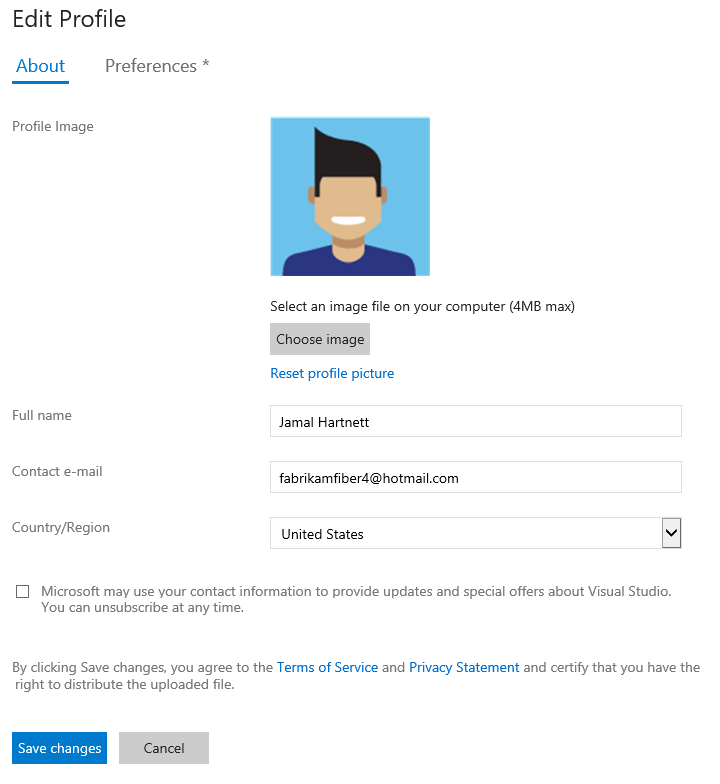 Edit Profile
About
Preferences *
Profile Image
Select an image file on your computer (4MB max)
Choose image
Reset profile picture
Full name
Jamal Hartnett
Contact e-mail
fabrikamfiber4@hotmail.com
Country/Region
United States
Microsoft may use your contact information to provide updates and special offers about Visual Studio.
You can unsubscribe at any time.
By clicking Save changes, you agree to the Terms of Service and Privacy Statement and certify that you have the
right to distribute the uploaded file.
Save changes
Cancel